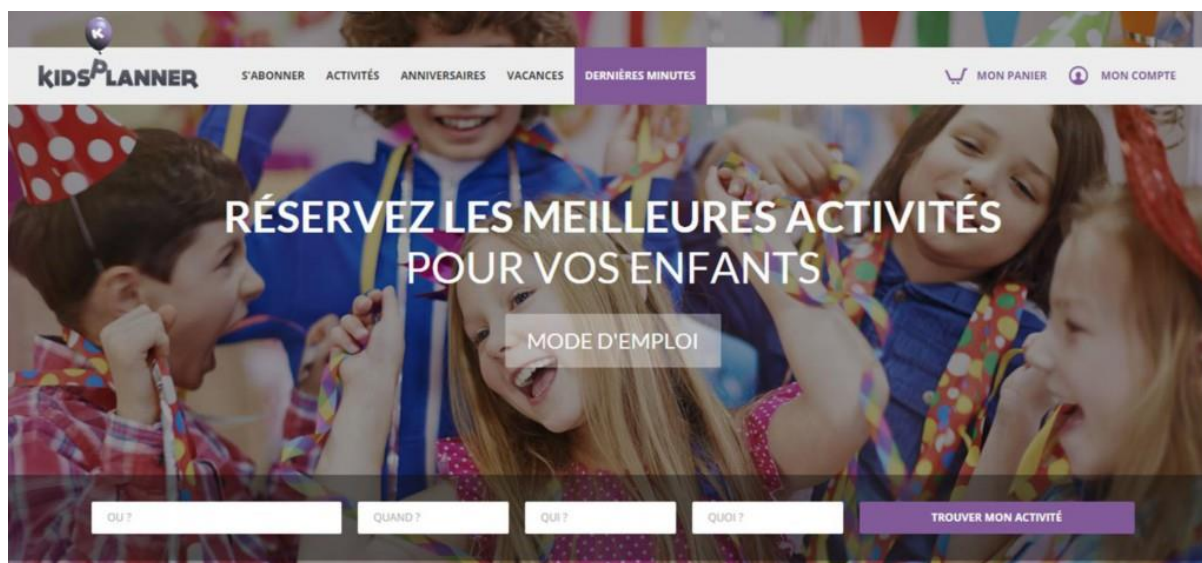 K
KIDSPLANNER
S'ABONNER
ACTIVITÉS
ANNIVERSAIRES
VACANCES
DERNIÈRES MINUTES
MON PANIER
MON COMPTE
RÉSERVEZ LES MEILLEURES ACTIVITÉS
POUR VOS ENFANTS
MODE D'EMPLOI
OU ?
QUAND ?
QUI ?
QUOI ?
TROUVER MON ACTIVITÉ